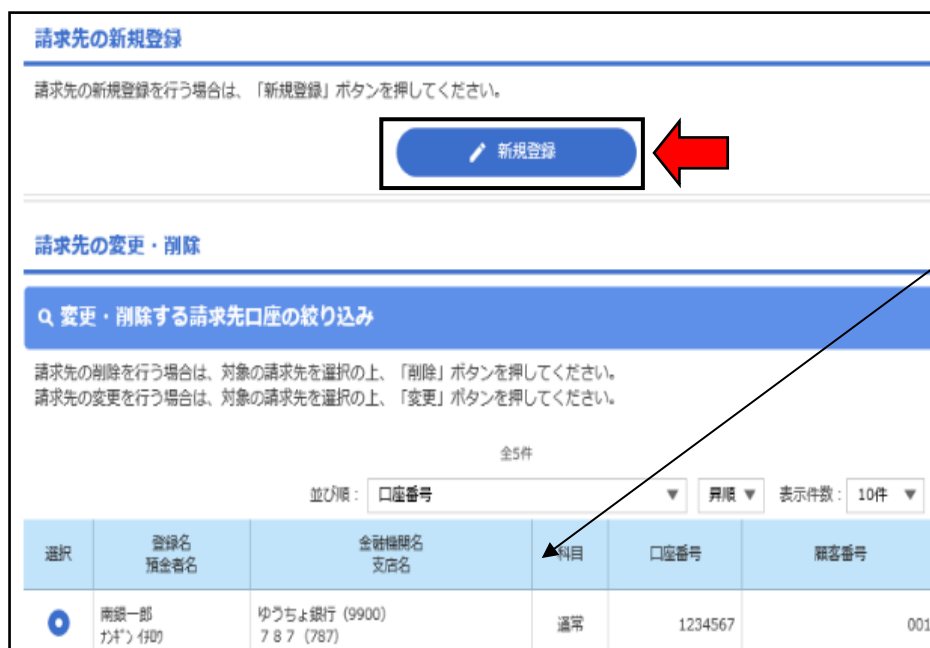 請求先の新規登録
請求先の新規登録を行う場合は、「新規登録」ボタンを押してください。
新規登録
請求先の変更・削除
変更・削除する請求先口座の絞り込み
請求先の削除を行う場合は、対象の請求先を選択の上、「削除」ボタンを押してください。
請求先の変更を行う場合は、対象の請求先を選択の上、「変更」ボタンを押してください。
全5件
並び順： 口座番号 昇順 表示件数： 10件
選択 登録名 金融機関名 科目 口座番号 顧客番号
預金者名 支店名
南銀一郎 ゆうちょ銀行 (9900) 通常 1234567 001
ﾅﾝｷﾞﾝ ｲﾁﾛｳ ７８７ (787)